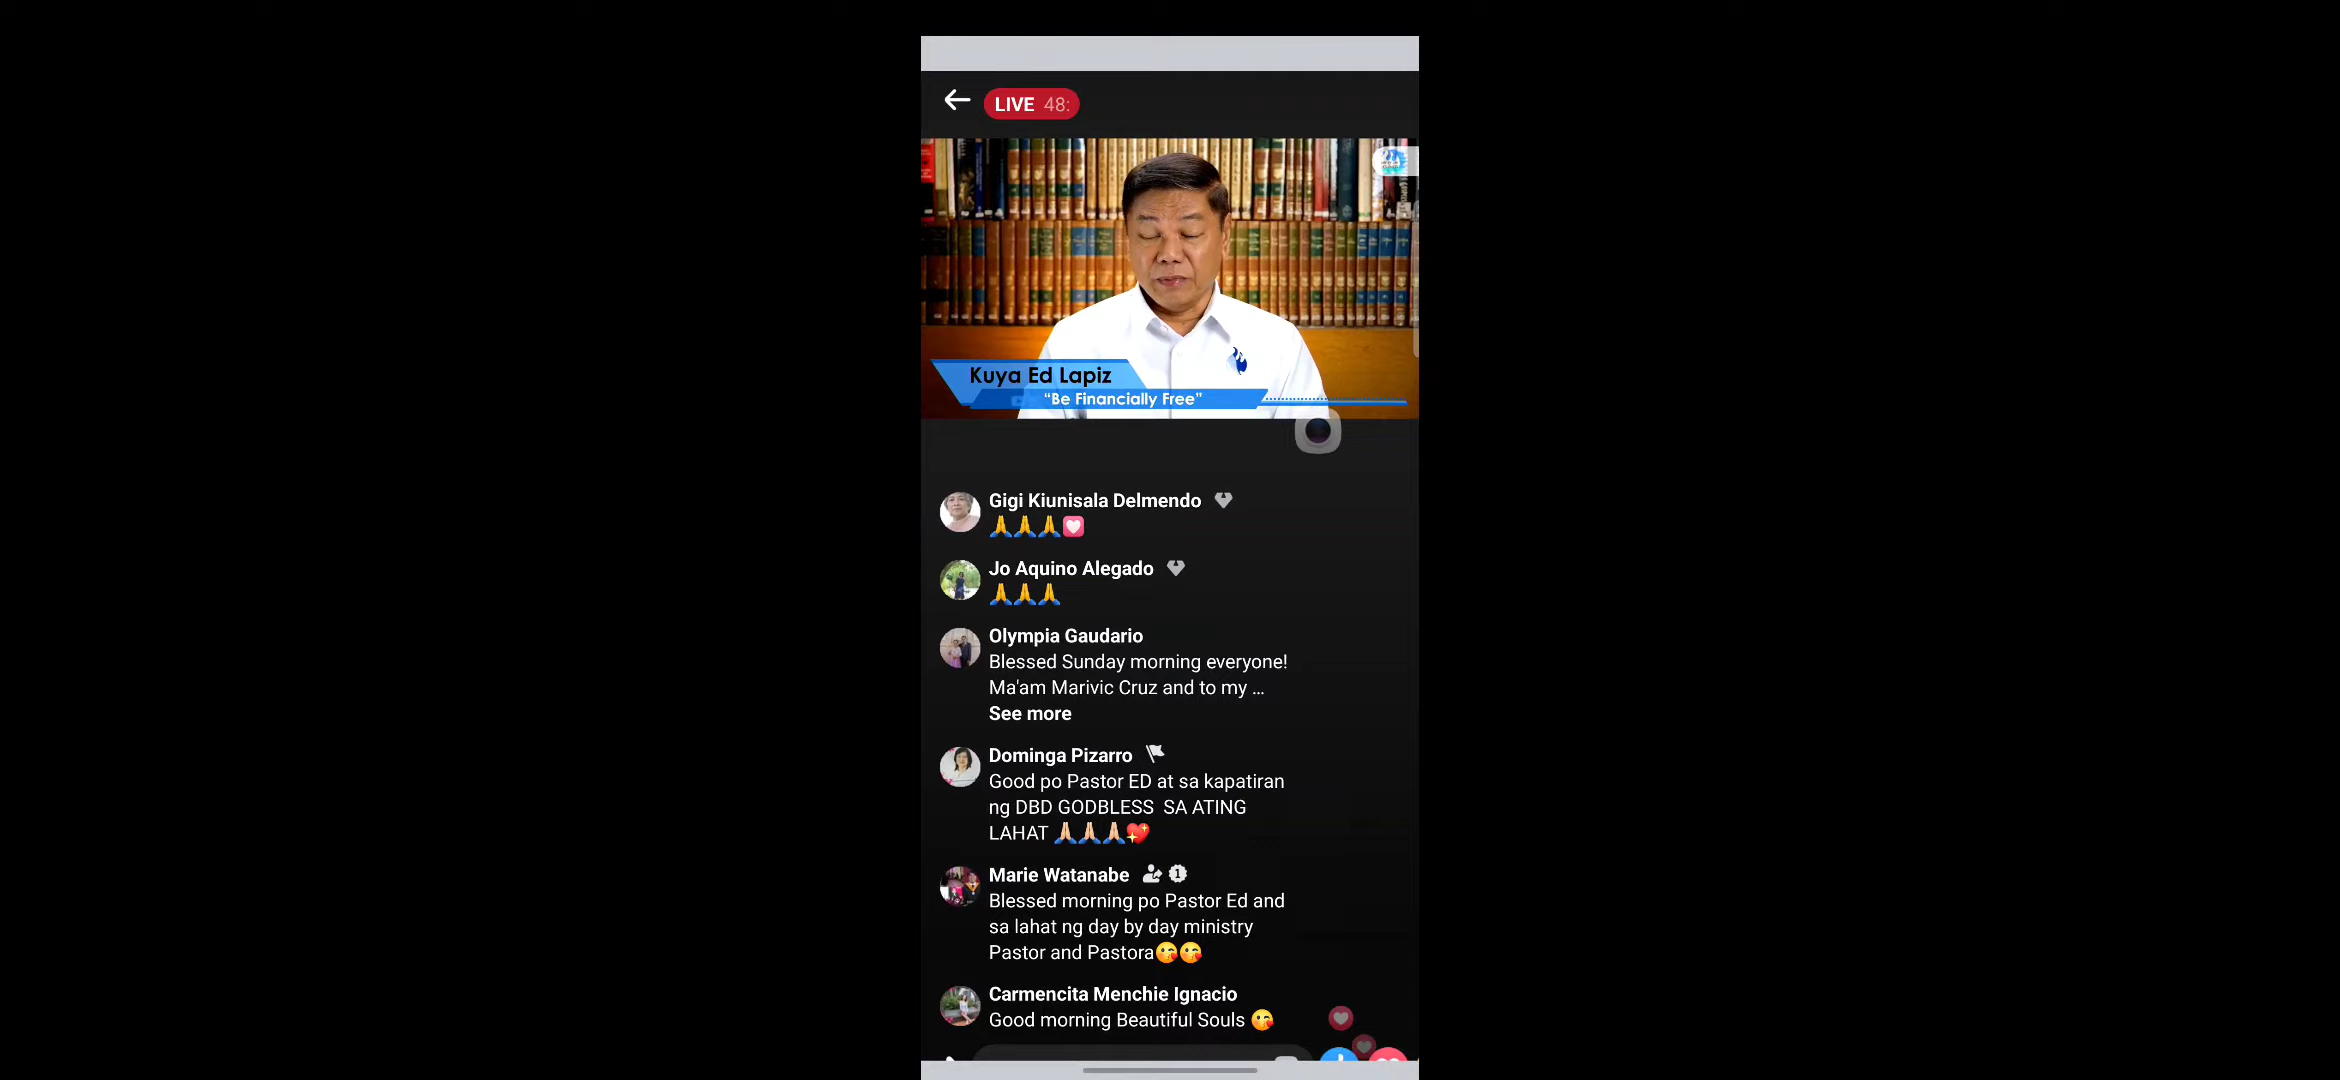 LIVE 48:
Kuya Ed Lapiz
“Be Financially Free”
Gigi Kiunisala Delmendo
🙏🙏🙏💟
Jo Aquino Alegado
🙏🙏🙏
Olympia Gaudario
Blessed Sunday morning everyone!
Ma'am Marivic Cruz and to my ...
See more
Dominga Pizarro
Good po Pastor ED at sa kapatiran
ng DBD GODBLESS  SA ATING
LAHAT 🙏🏼🙏🏼🙏🏼💖
Marie Watanabe 1
Blessed morning po Pastor Ed and
sa lahat ng day by day ministry
Pastor and Pastora😘😘
Carmencita Menchie Ignacio
Good morning Beautiful Souls 😘